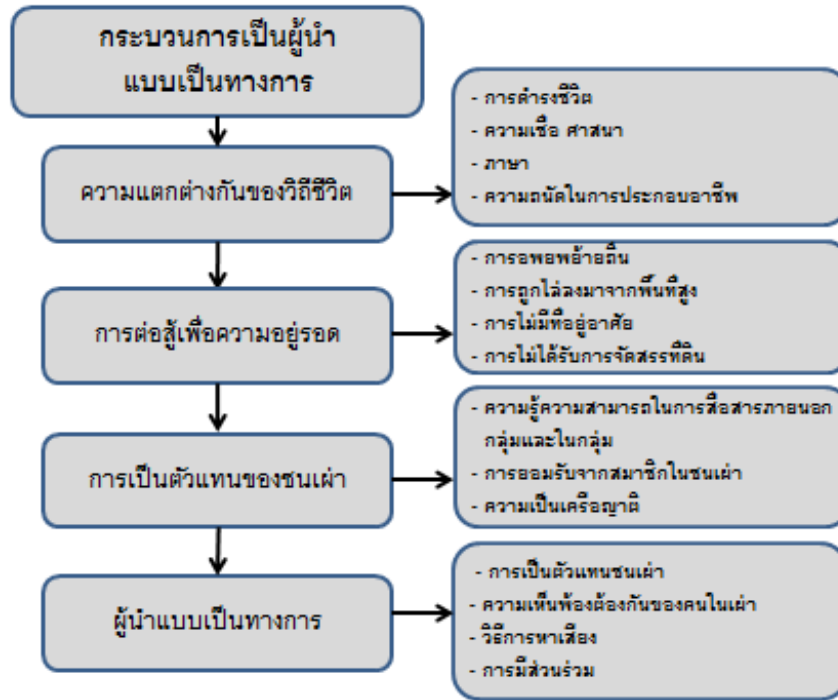 กระบวนการเป็นผู้นำ
แบบเป็นทางการ
ความแตกต่างกันของวิถีชีวิต
- การดำรงชีวิต
- ความเชื่อ ศาสนา
- ภาษา
- ความถนัดในการประกอบอาชีพ
การต่อสู้เพื่อความอยู่รอด
- การอพยพย้ายถิ่น
- การถูกไล่ลงมาจากพื้นที่สูง
- การไม่มีที่อยู่อาศัย
- การไม่ได้รับการจัดสรรที่ดิน
การเป็นตัวแทนของชนเผ่า
- ความรู้ความสามารถในการสื่อสารภายนอก
กลุ่มและในกลุ่ม
- การยอมรับจากสมาชิกในชนเผ่า
- ความเป็นเครือญาติ
ผู้นำแบบเป็นทางการ
- การเป็นตัวแทนชนเผ่า
- ความเห็นพ้องต้องกันของคนในเผ่า
- วิธีการหาเสียง
- การมีส่วนร่วม